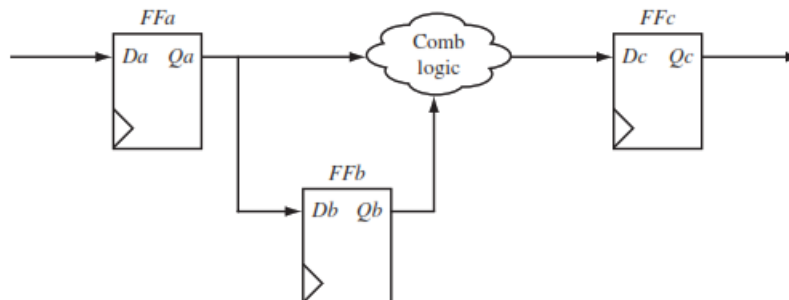 FFa
FFc
Da Qa
Comb
logic
Dc Qc
FFb
Db Qb